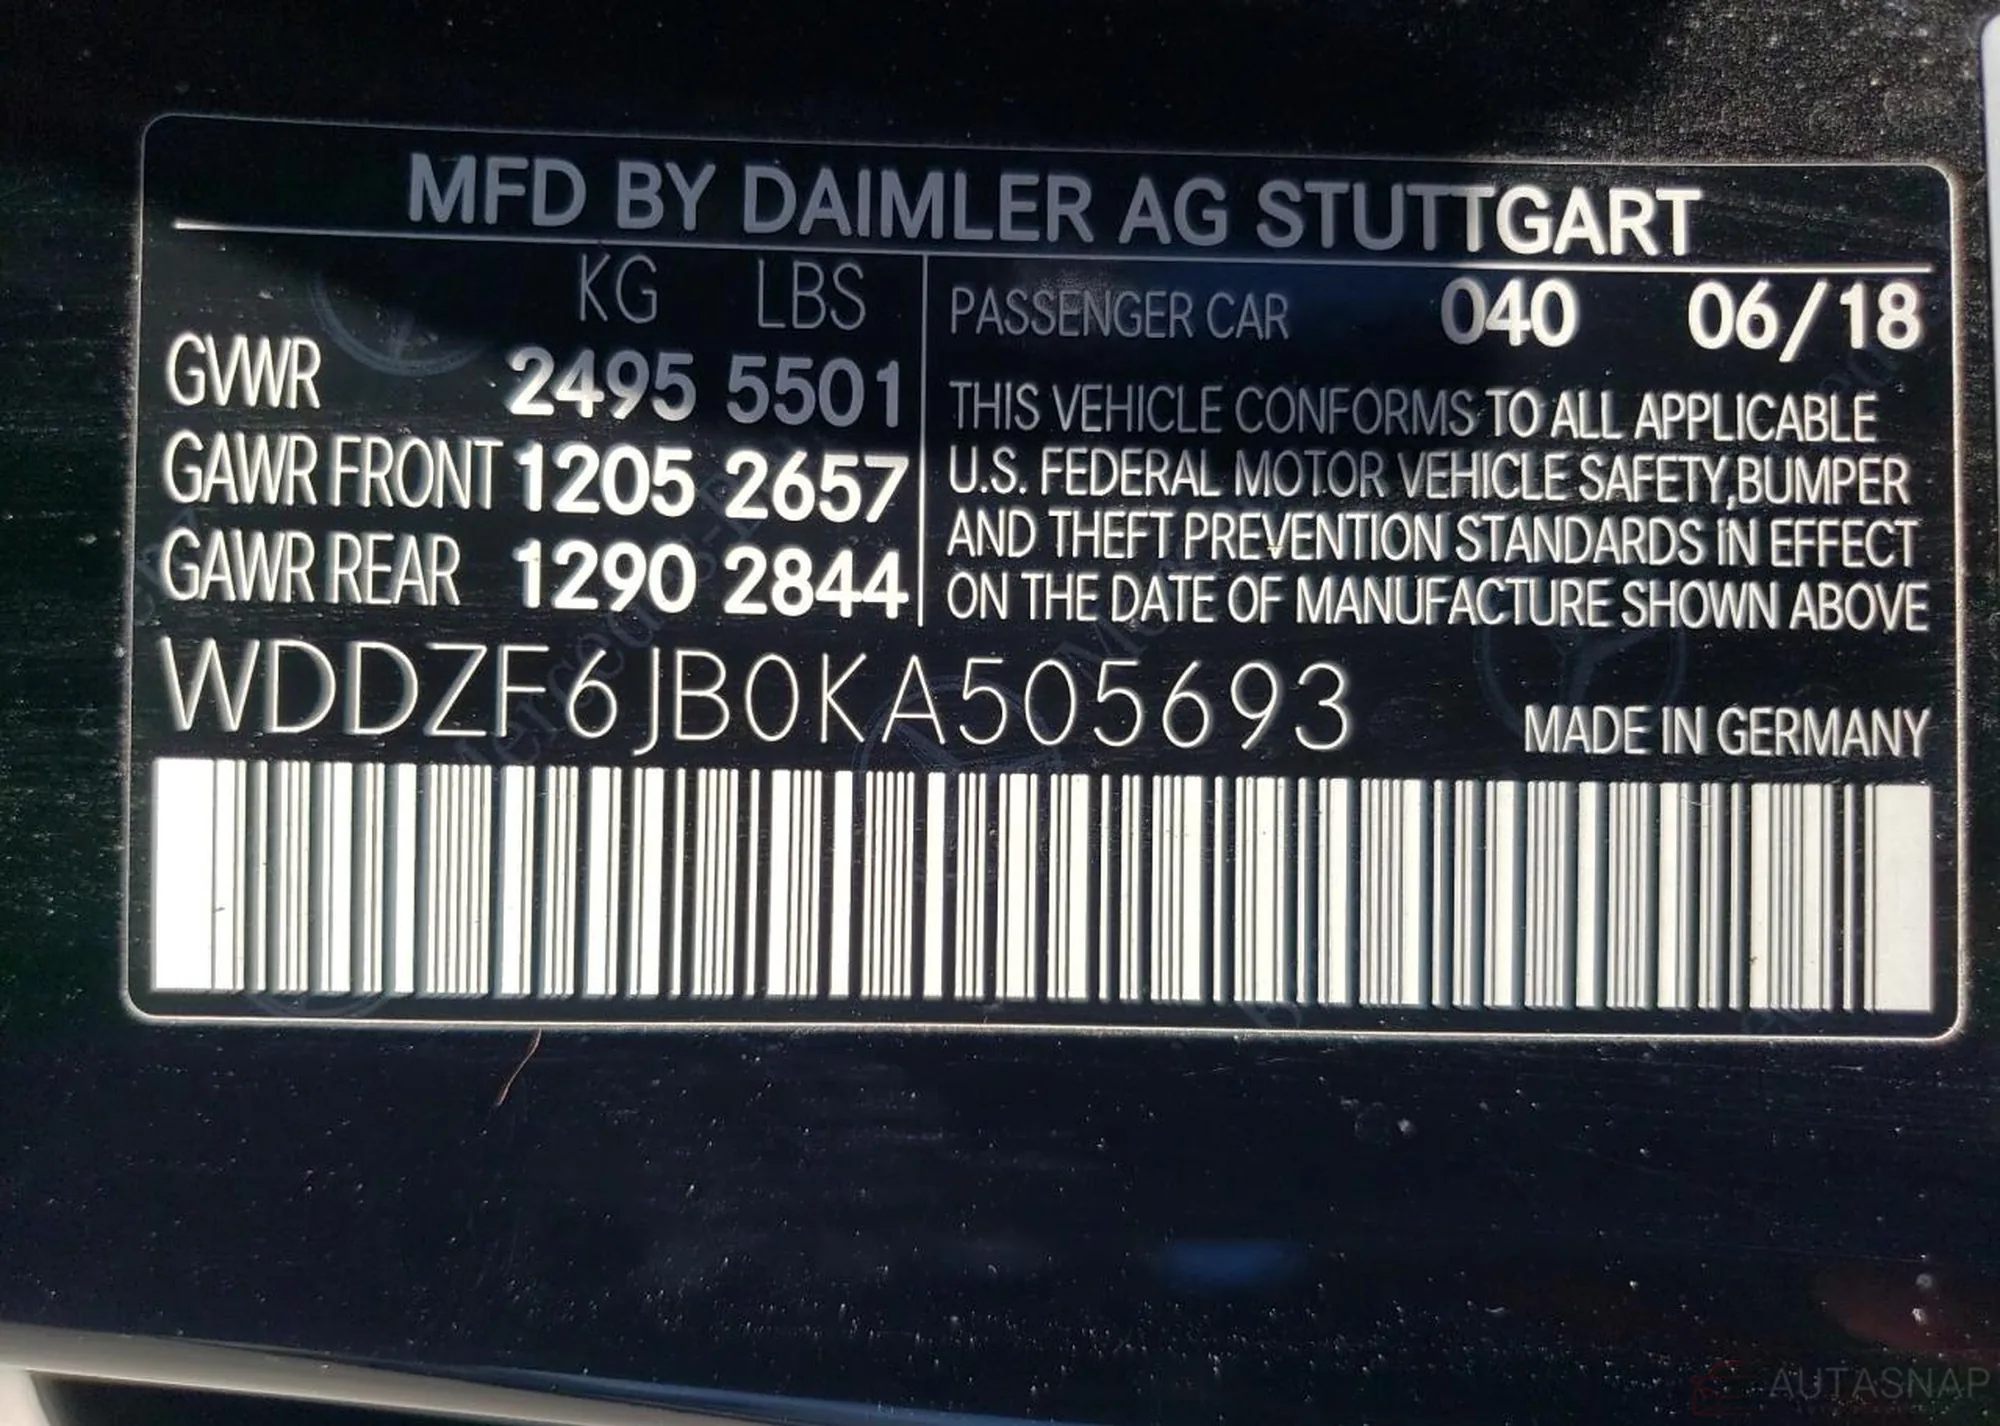 MFD BY DAIMLER AG STUTTGART
KG LBS
GVWR 2495 5501
GAWR FRONT 1205 2657
GAWR REAR 1290 2844
PASSENGER CAR 040 06/18
THIS VEHICLE CONFORMS TO ALL APPLICABLE
U.S. FEDERAL MOTOR VEHICLE SAFETY,BUMPER
AND THEFT PREVENTION STANDARDS IN EFFECT
ON THE DATE OF MANUFACTURE SHOWN ABOVE
WDDZF6JB0KA505693
MADE IN GERMANY
AUTASNAP